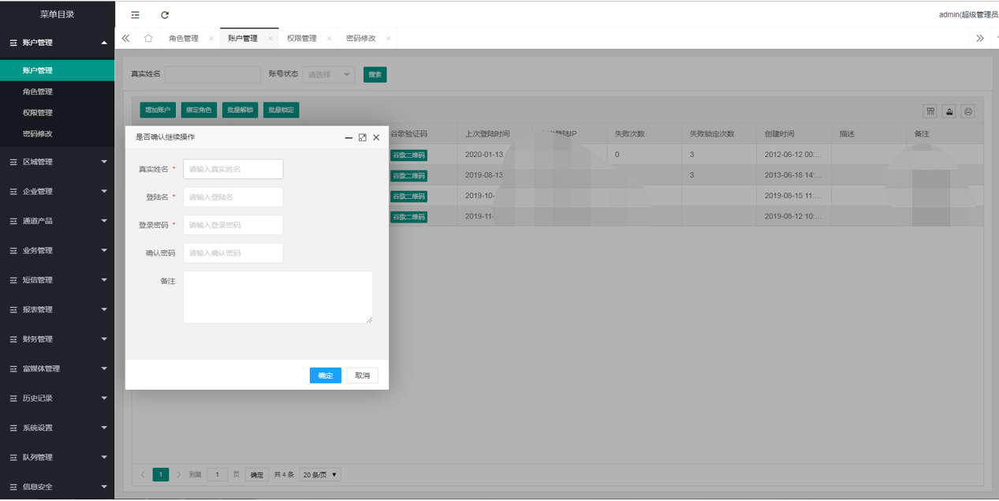 菜单目录
admin(超级管理员
账户管理
角色管理
账户管理
权限管理
密码修改
账户管理
角色管理
权限管理
密码修改
区域管理
企业管理
通道产品
业务管理
短信管理
报表管理
财务管理
富媒体管理
历史记录
系统设置
队列管理
信息安全
真实姓名
账号状态 请选择
搜索
增加账户 绑定角色 批量解锁 批量锁定
谷歌验证码 上次登陆时间 上次登陆IP 失败次数 失败锁定次数 创建时间 描述 备注
谷歌二维码 2020-01-13 0 3 2012-06-12 00:...
谷歌二维码 2019-08-13 3 2013-06-18 14:...
谷歌二维码 2019-10- 2019-08-15 11:...
谷歌二维码 2019-11- 2019-08-12 10:...
是否确认继续操作
真实姓名 * 请输入真实姓名
登陆名 * 请输入登陆名
登录密码 * 请输入登录密码
确认密码 请输入确认密码
备注
确定 取消
1 到第 1 页 确定 共 4 条 20 条/页